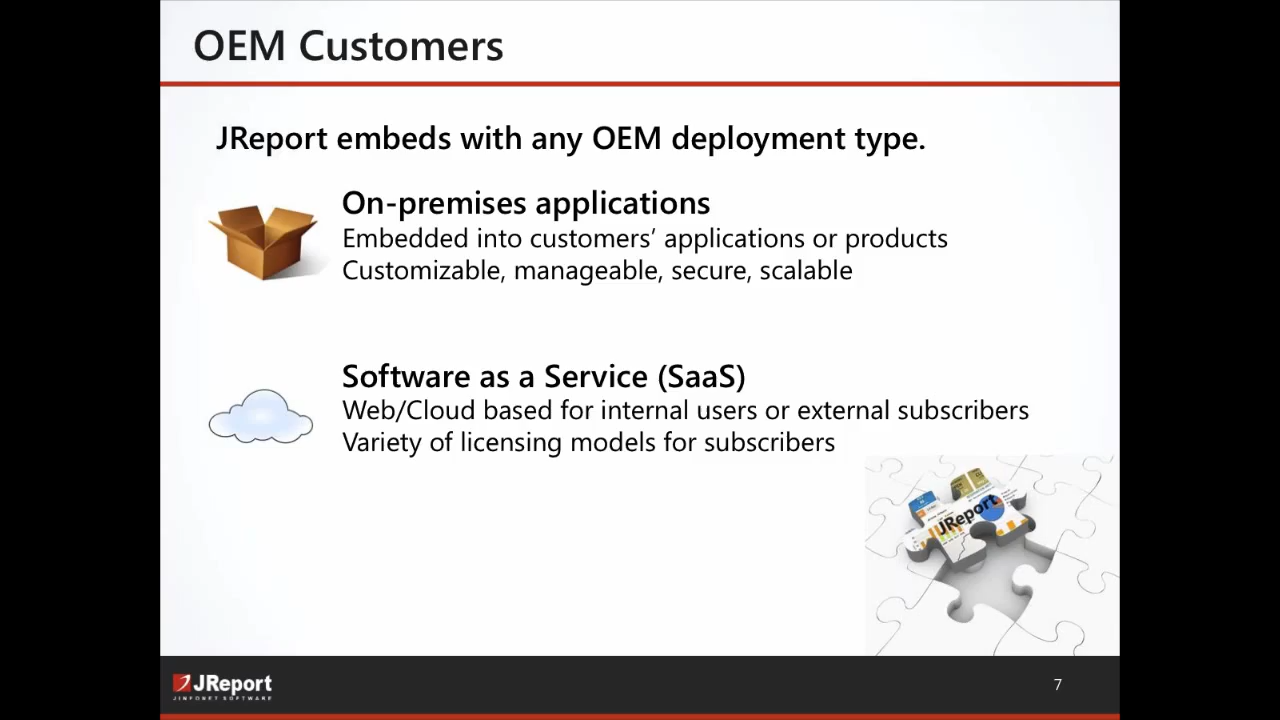 OEM Customers
JReport embeds with any OEM deployment type.
On-premises applications
Embedded into customers’ applications or products
Customizable, manageable, secure, scalable
Software as a Service (SaaS)
Web/Cloud based for internal users or external subscribers
Variety of licensing models for subscribers
JReport
JReport
JINFONET SOFTWARE
7